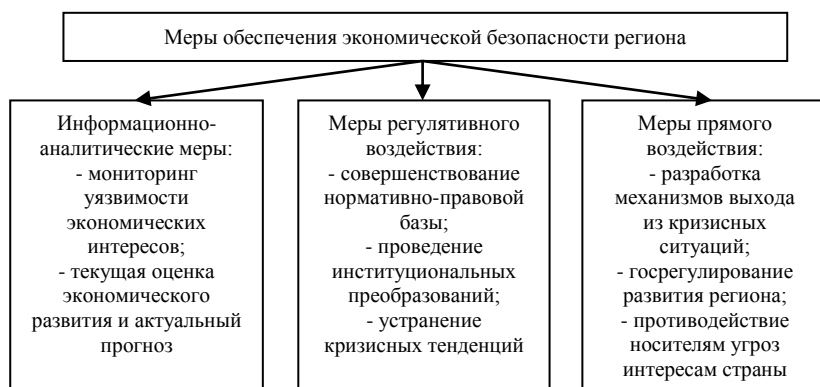 Меры обеспечения экономической безопасности региона
Информационно-
аналитические меры:
- мониторинг
уязвимости
экономических
интересов;
- текущая оценка
экономического
развития и актуальный
прогноз
Меры регулятивного
воздействия:
- совершенствование
нормативно-правовой
базы;
- проведение
институциональных
преобразований;
- устранение
кризисных тенденций
Меры прямого
воздействия:
- разработка
механизмов выхода
из кризисных
ситуаций;
- госрегулирование
развития региона;
- противодействие
носителям угроз
интересам страны